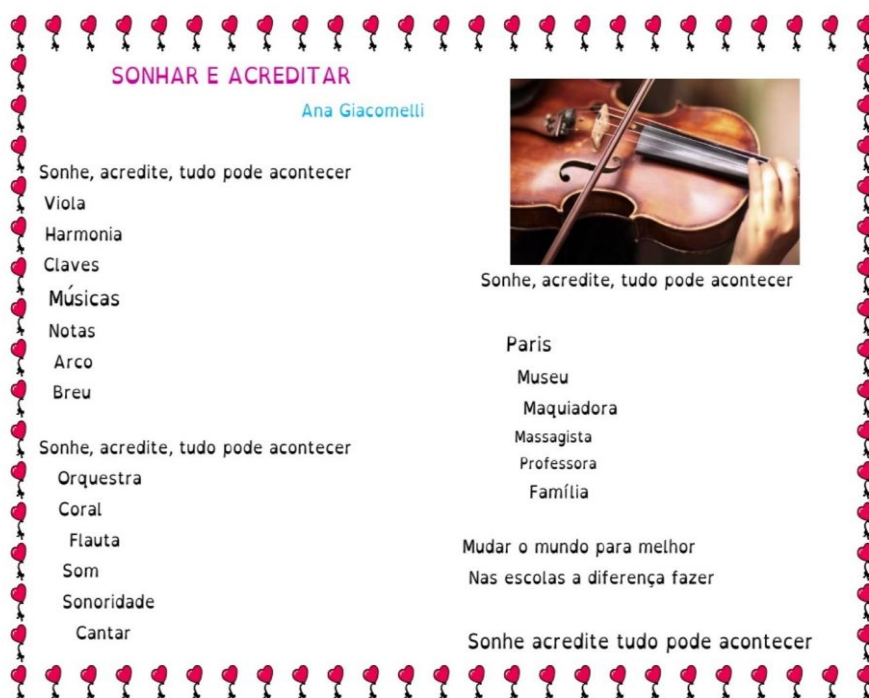 SONHAR E ACREDITAR
Ana Giacomelli
Sonhe, acredite, tudo pode acontecer
Viola
Harmonia
Claves
Músicas
Notas
Arco
Breu
Sonhe, acredite, tudo pode acontecer
Orquestra
Coral
Flauta
Som
Sonoridade
Cantar
Sonhe, acredite, tudo pode acontecer
Paris
Museu
Maquiadora
Massagista
Professora
Família
Mudar o mundo para melhor
Nas escolas a diferença fazer
Sonhe acredite tudo pode acontecer